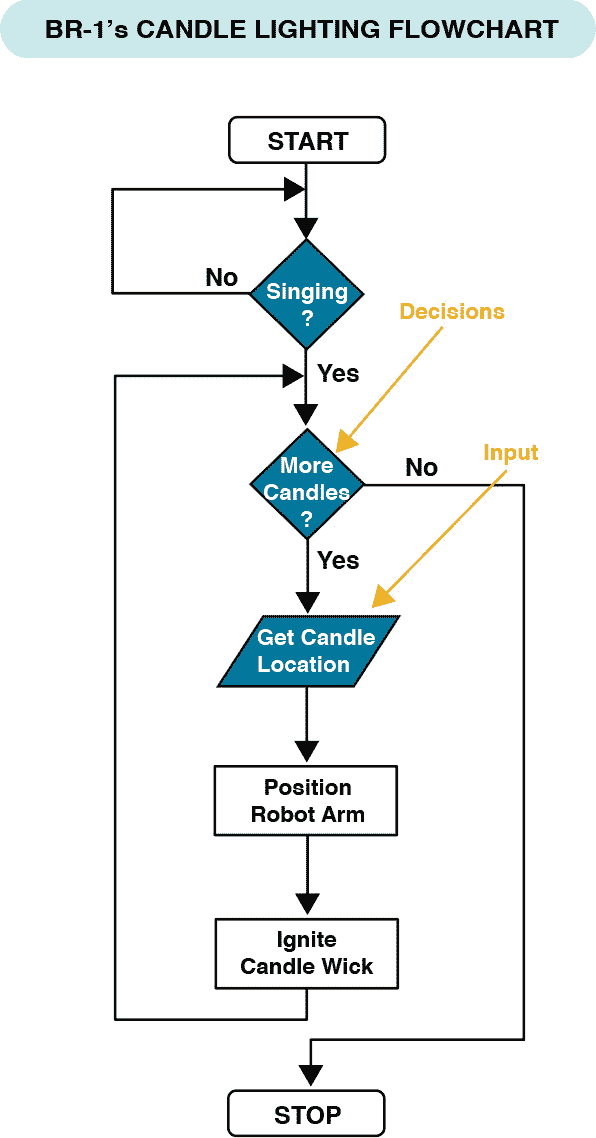 BR-1’s CANDLE LIGHTING FLOWCHART
START
No
Singing
?
Decisions
Yes
More
Candles
?
No
Input
Yes
Get Candle
Location
Position
Robot Arm
Ignite
Candle Wick
STOP